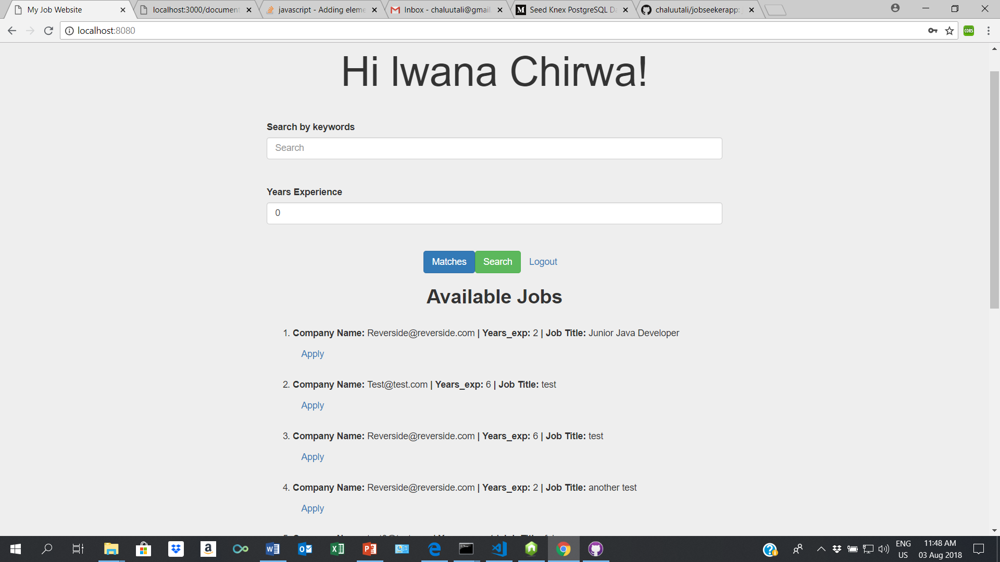 My Job Website
localhost:3000/document
javascript - Adding eleme
Inbox - chaluutali@gmail
Seed Knex PostgreSQL Da
chaluutali/jobseekerapp:
localhost:8080
CORS
Hi Iwana Chirwa!
Search by keywords
Search
Years Experience
0
Matches Search Logout
Available Jobs
1. Company Name: Reverside@reverside.com | Years_exp: 2 | Job Title: Junior Java Developer
Apply
2. Company Name: Test@test.com | Years_exp: 6 | Job Title: test
Apply
3. Company Name: Reverside@reverside.com | Years_exp: 6 | Job Title: test
Apply
4. Company Name: Reverside@reverside.com | Years_exp: 2 | Job Title: another test
Apply
ENG
US
11:48 AM
03 Aug 2018